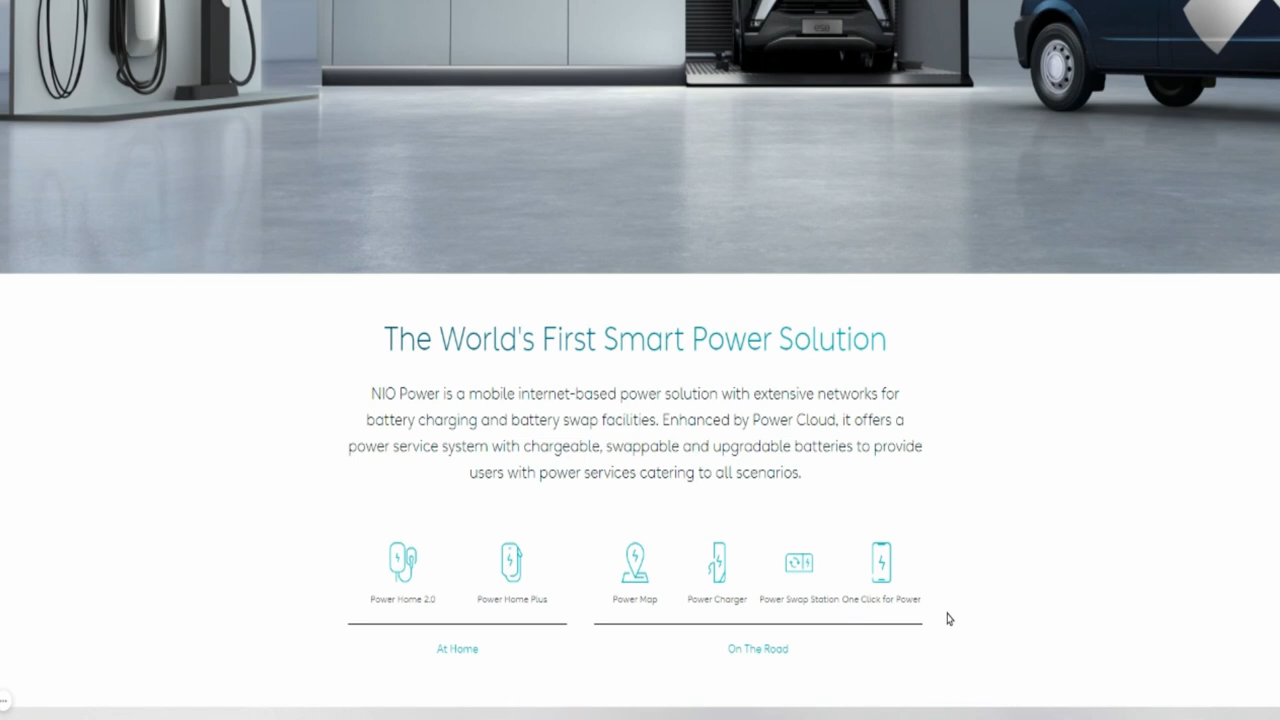 The World's First Smart Power Solution
NIO Power is a mobile internet-based power solution with extensive networks for
battery charging and battery swap facilities. Enhanced by Power Cloud, it offers a
power service system with chargeable, swappable and upgradable batteries to provide
users with power services catering to all scenarios.
Power Home 2.0
Power Home Plus
Power Map
Power Charger
Power Swap Station
One Click for Power
At Home
On The Road